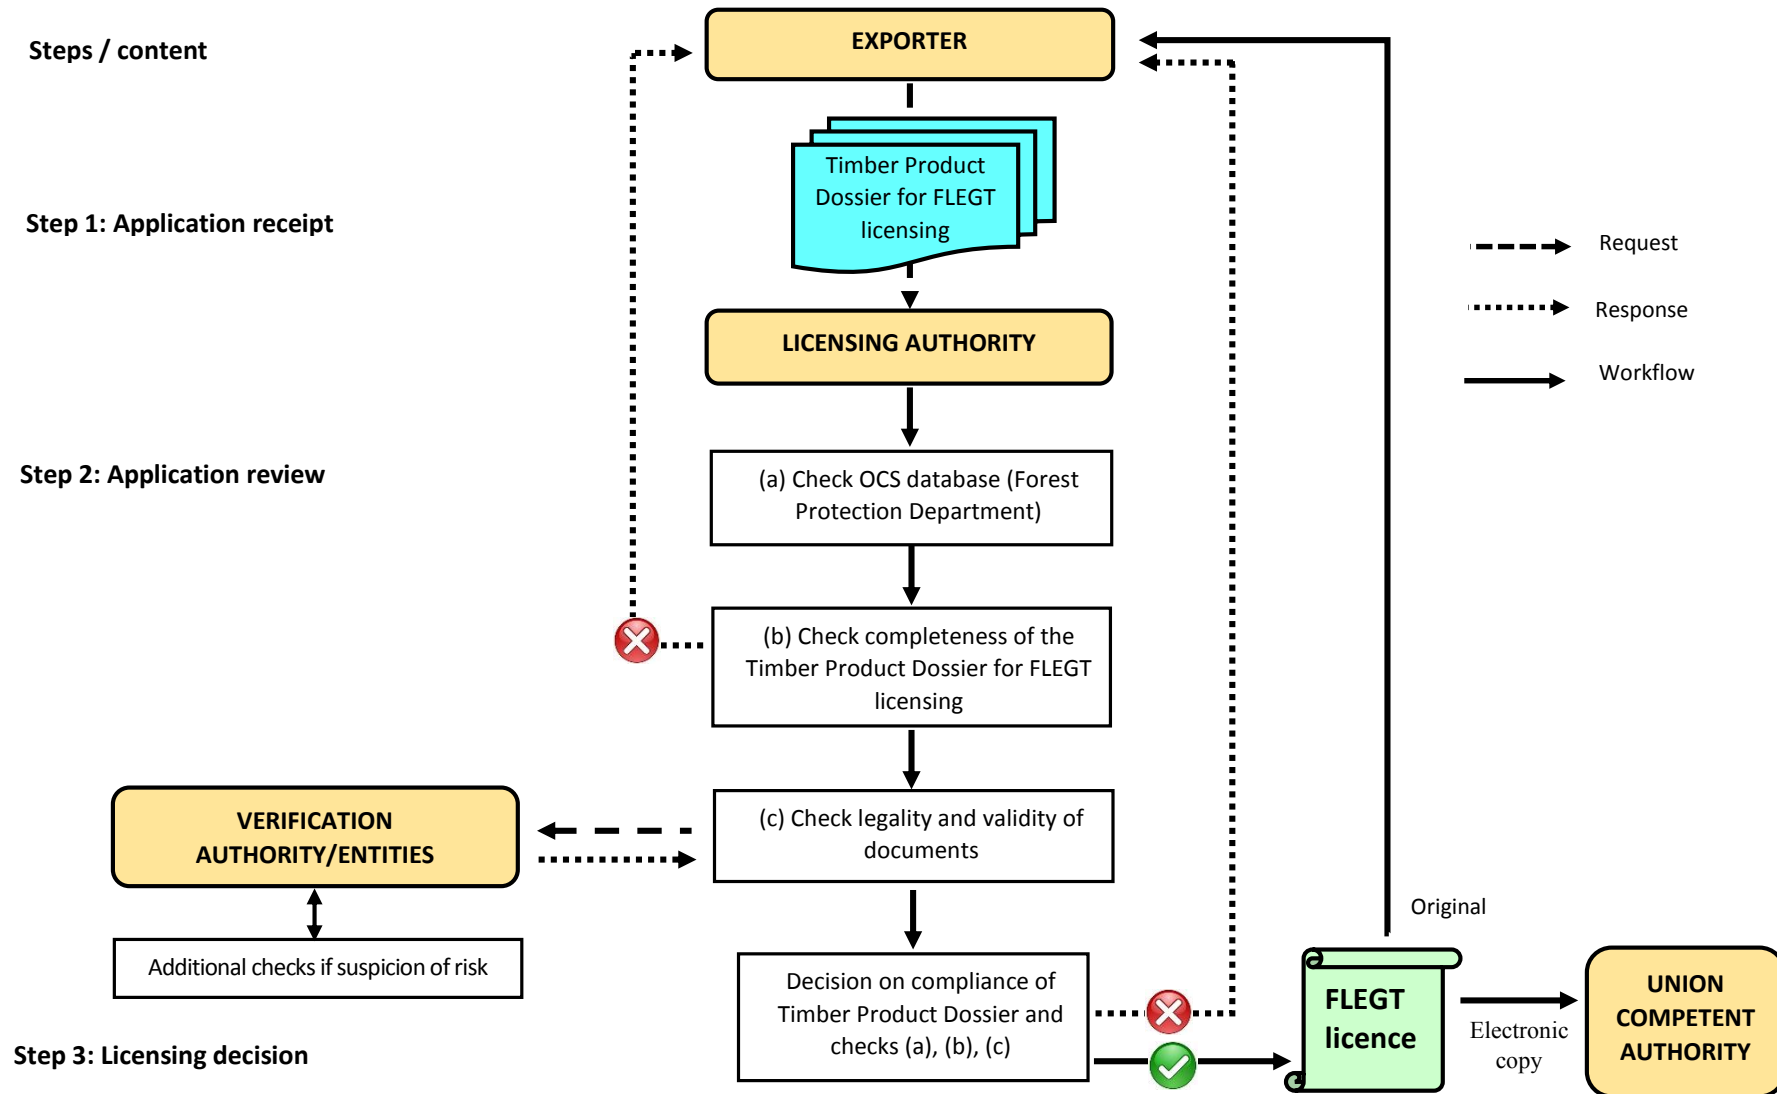 Steps / content
EXPORTER
Timber Product
Dossier for FLEGT
licensing
Step 1: Application receipt
Request
Response
Workflow
LICENSING AUTHORITY
Step 2: Application review
(a) Check OCS database (Forest
Protection Department)
(b) Check completeness of the
Timber Product Dossier for FLEGT
licensing
VERIFICATION
AUTHORITY/ENTITIES
(c) Check legality and validity of
documents
Additional checks if suspicion of risk
Original
Decision on compliance of
Timber Product Dossier and
checks (a), (b), (c)
FLEGT
licence
Electronic
copy
UNION
COMPETENT
AUTHORITY
Step 3: Licensing decision